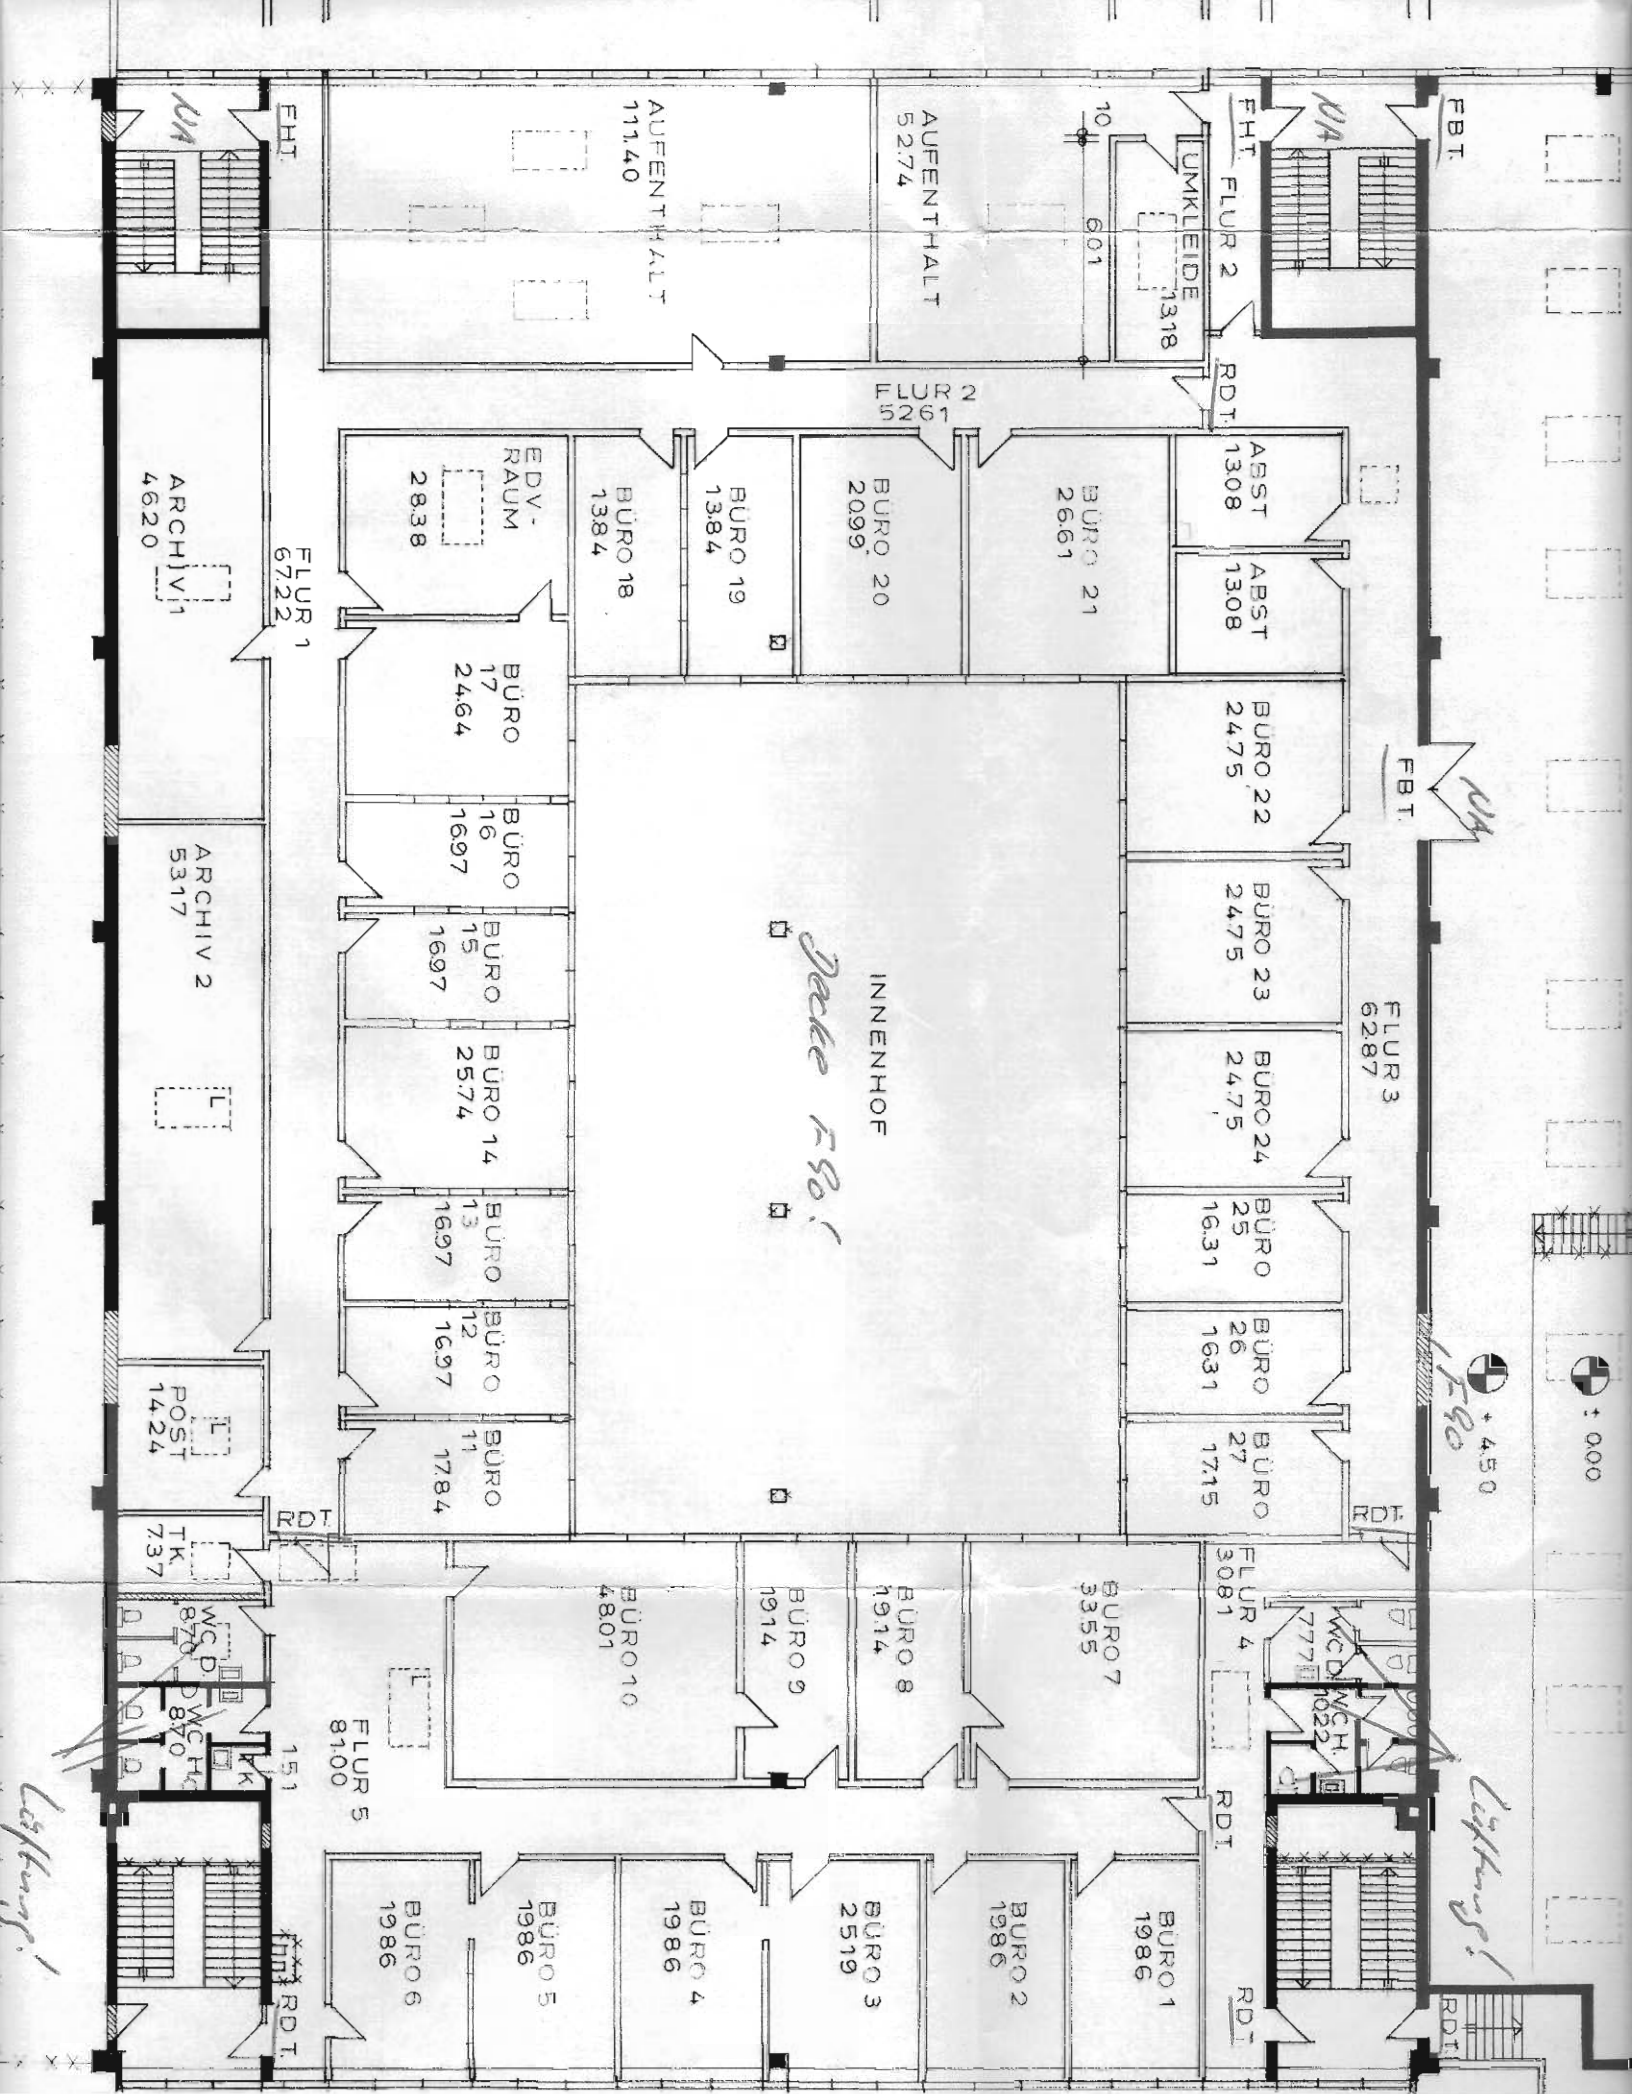 FBT.
NA
FHT.
FLUR 2
UMKLEIDE
13.18
10
6.01
AUFENTHALT
52.74
AUFENTHALT
111.40
FHT.
NA
RDT.
FLUR 2
52.61
ABST
13.08
ABST
13.08
BÜRO 21
26.61
BÜRO 20
20.99
BÜRO 19
13.84
BÜRO 18
13.84
EDV-
RAUM
28.38
ARCHIV 1
46.20
FLUR 1
67.22
BÜRO
17
24.64
BÜRO
16
16.97
BÜRO
15
16.97
BÜRO 14
25.74
BÜRO
13
16.97
BÜRO
12
16.97
BÜRO
11
17.84
ARCHIV 2
53.17
L
POST
14.24
L
TK
7.37
RDT.
INNENHOF
Decke F90!
BÜRO 22
24.75
BÜRO 23
24.75
BÜRO 24
24.75
BÜRO
25
16.31
BÜRO
26
16.31
BÜRO
27
17.15
FBT.
NA
FLUR 3
62.87
F90
+ 4.50
± 0.00
RDT.
FLUR 4
30.81
WC D
7.77
WC H.
10.22
BÜRO 7
33.55
BÜRO 8
19.14
BÜRO 9
19.14
BÜRO 10
48.01
L
FLUR 5
81.00
WC D
8.70
WC H
8.70
TK
1.51
Lüftung!
Lüftung!
RDT.
BÜRO 1
19.86
BÜRO 2
19.86
BÜRO 3
25.19
BÜRO 4
19.86
BÜRO 5
19.86
BÜRO 6
19.86
RDT.
RDT.
RDT.